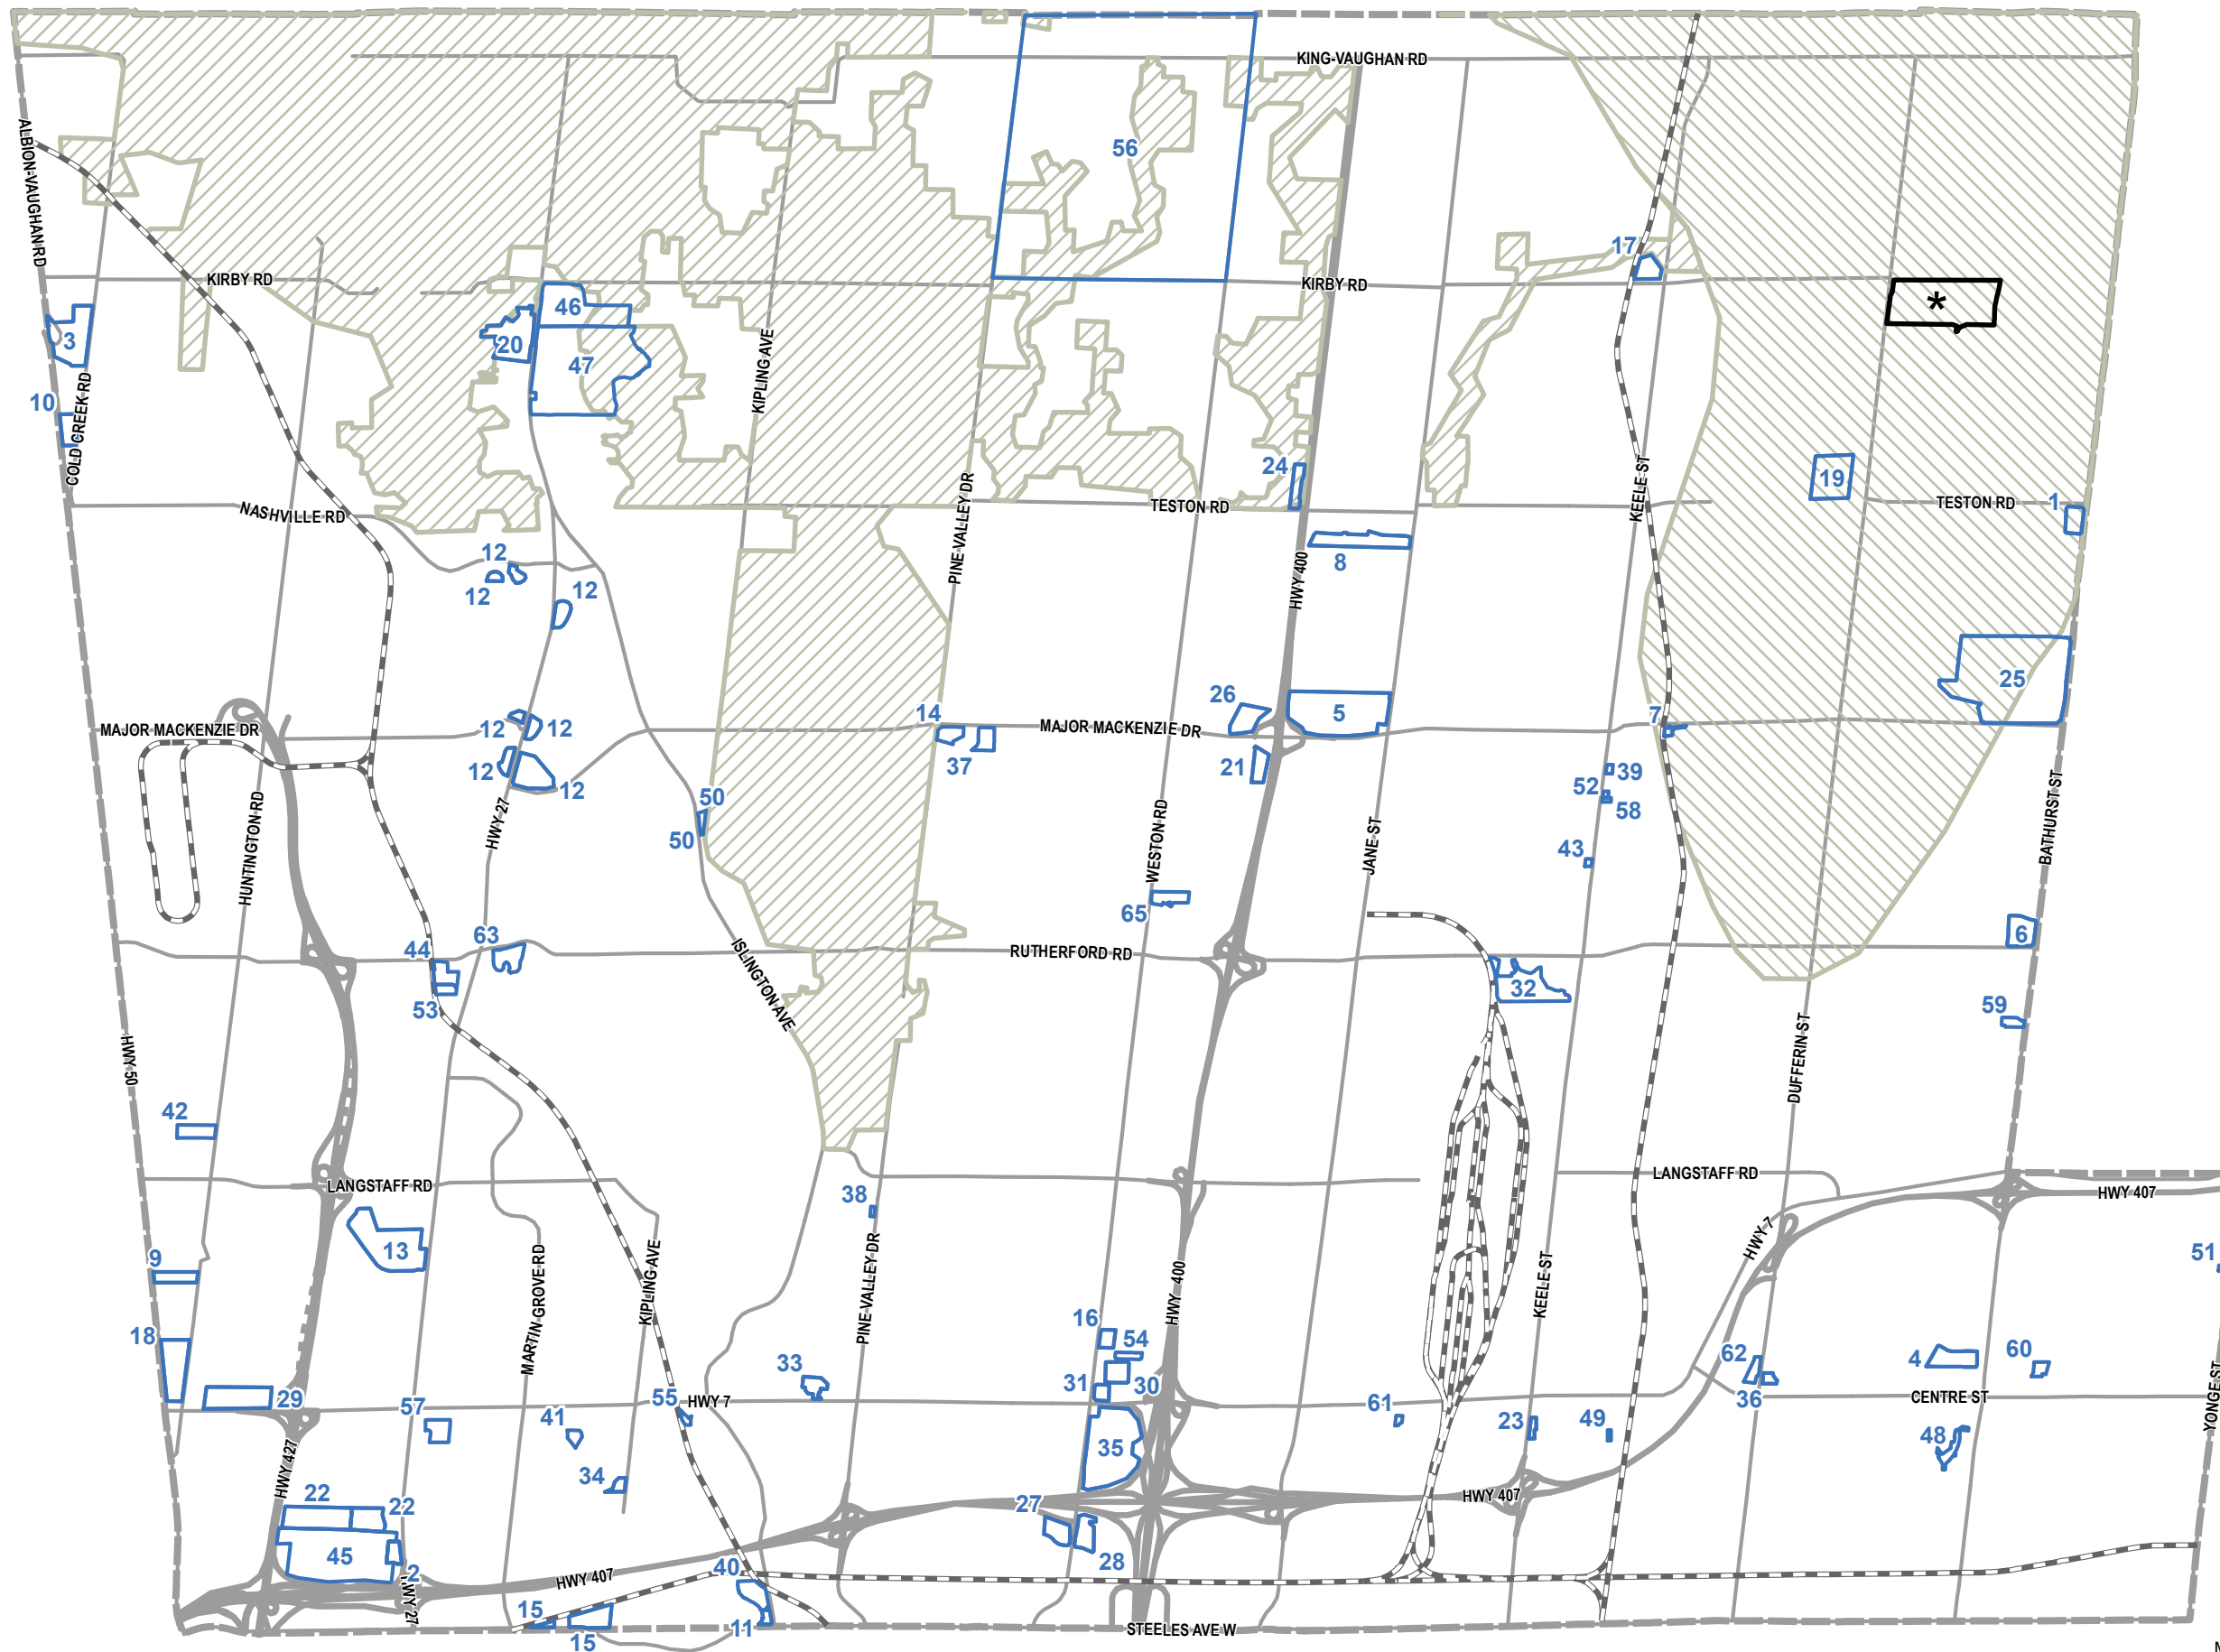 KING-VAUGHAN RD
ALBION-VAUGHAN RD
56
17
KIRBY RD
KIRBY RD
*
46
20
3
47
KIPLING AVE
10
COLD CREEK RD
24
KEELE ST
19
PINE VALLEY DR
TESTON RD
TESTON RD
1
NASHVILLE RD
12
8
HWY 400
12
12
25
26
14
5
7
MAJOR MACKENZIE DR
12
12
MAJOR MACKENZIE DR
37
21
12
39
52
12
50
58
HUNTINGTON RD
HWY 27
50
WESTON RD
JANE ST
43
BATHURST ST
65
63
6
44
ISLINGTON AVE
RUTHERFORD RD
32
53
59
HWY 50
DUFFERIN ST
42
LANGSTAFF RD
LANGSTAFF RD
38
HWY 407
13
HWY 7
51
9
MARTIN GROVE RD
KIPLING AVE
PINE VALLEY DR
HWY 400
KEELE ST
16
18
54
62
4
60
33
31
30
29
55
HWY 7
36
CENTRE ST
YONGE ST
57
41
61
23
49
35
48
34
HWY 427
22
22
27
HWY 407
45
28
2
HWY 27
40
HWY 407
15
11
STEELES AVE W
15